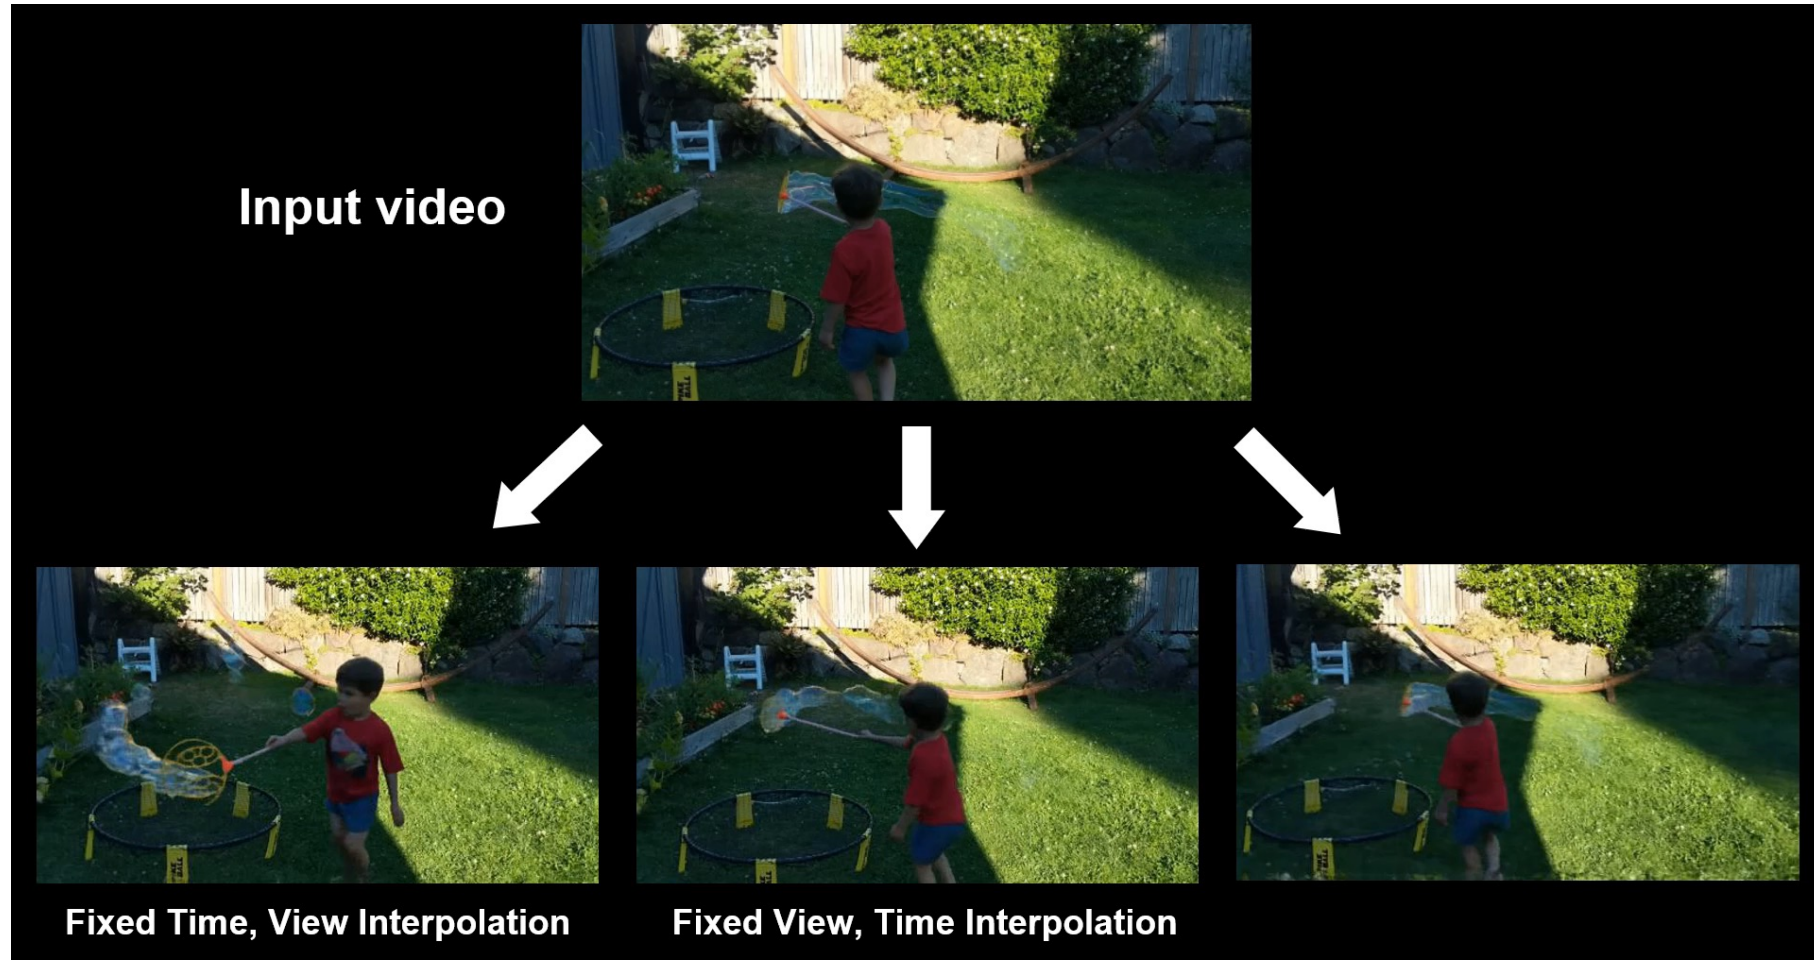 Input video
Fixed Time, View Interpolation
Fixed View, Time Interpolation